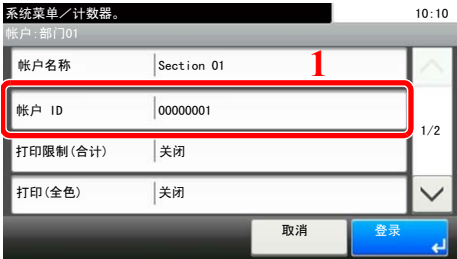 系统菜单／计数器。 10:10
帐户:部门01
帐户名称 Section 01 1
帐户 ID 00000001
1/2
打印限制(合计) 关闭
打印(全色) 关闭
取消 登录